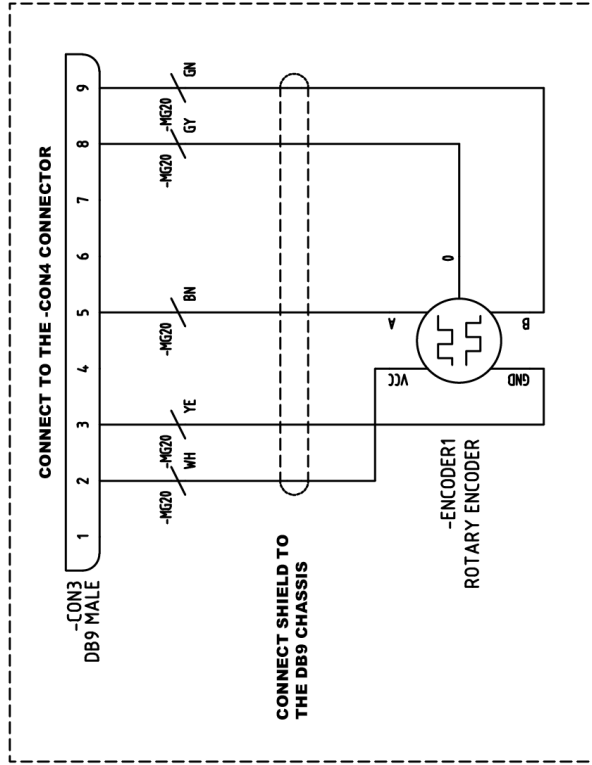 CONNECT TO THE -CON4 CONNECTOR
-CON3
DB9 MALE
1
2
3
4
5
6
7
8
9
-MG20
WH
-MG20
YE
-MG20
BN
-MG20
GY
-MG20
GN
CONNECT SHIELD TO
THE DB9 CHASSIS
VCC
A
0
GND
B
-ENCODER1
ROTARY ENCODER